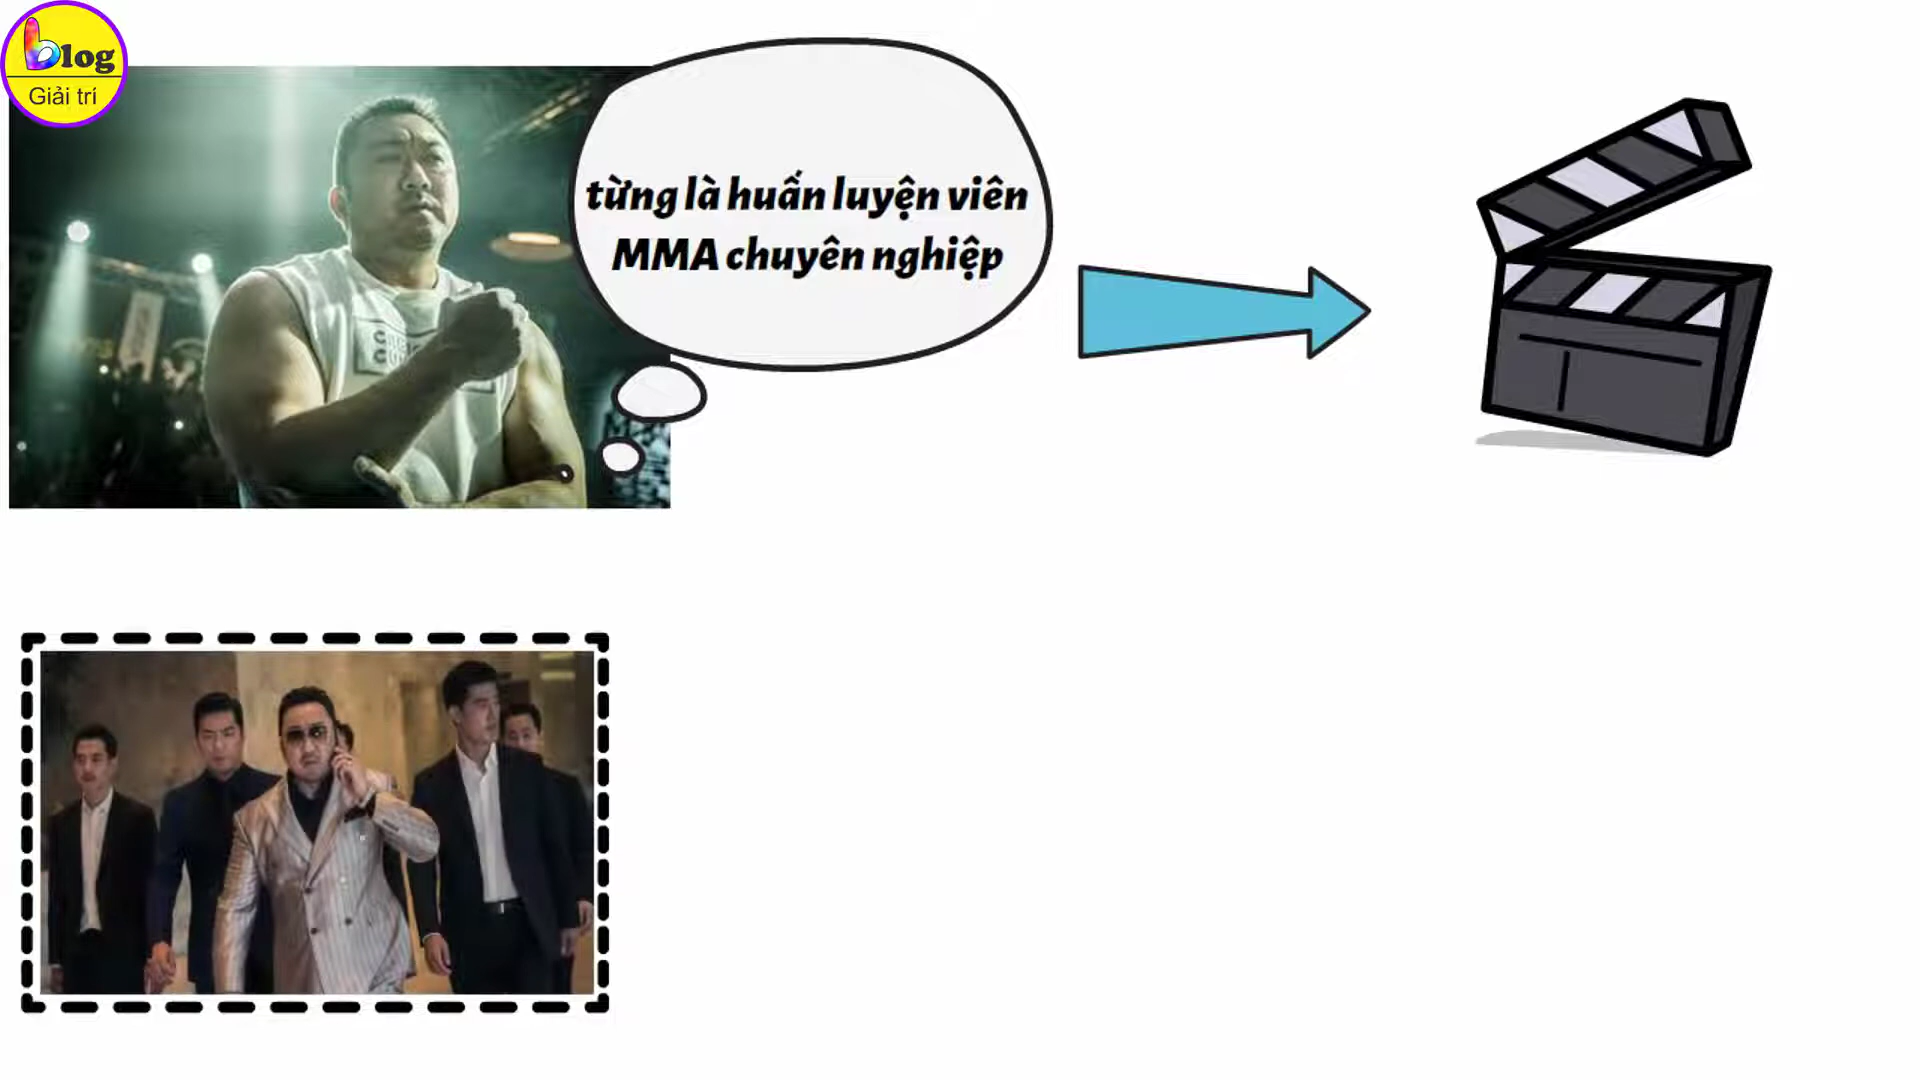 blog
Giải trí
từng là huấn luyện viên
MMA chuyên nghiệp